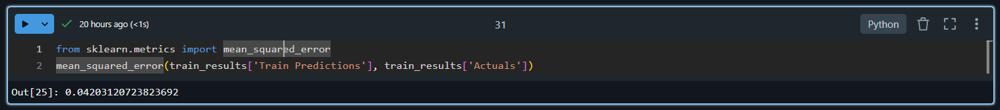 20 hours ago (<1s)
31
Python
1 from sklearn.metrics import mean_squared_error
2 mean_squared_error(train_results['Train Predictions'], train_results['Actuals'])
Out[25]: 0.04203120723823692